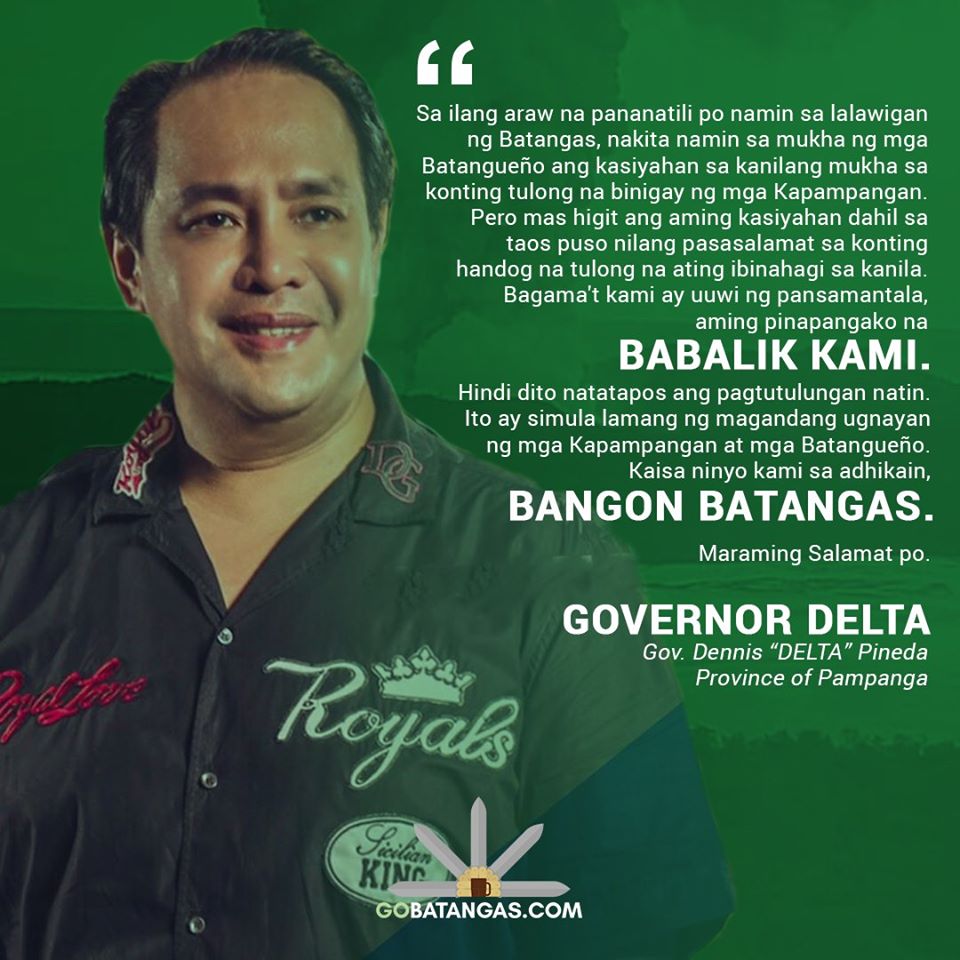 “
Sa ilang araw na pananatili po namin sa lalawigan
ng Batangas, nakita namin sa mukha ng mga
Batangueño ang kasiyahan sa kanilang mukha sa
konting tulong na binigay ng mga Kapampangan.
Pero mas higit ang aming kasiyahan dahil sa
taos puso nilang pasasalamat sa konting
handog na tulong na ating ibinahagi sa kanila.
Bagama't kami ay uuwi ng pansamantala,
aming pinapangako na
BABALIK KAMI.
Hindi dito natatapos ang pagtutulungan natin.
Ito ay simula lamang ng magandang ugnayan
ng mga Kapampangan at mga Batangueño.
Kaisa ninyo kami sa adhikain,
BANGON BATANGAS.
Maraming Salamat po.
GOVERNOR DELTA
Gov. Dennis “DELTA” Pineda
Province of Pampanga
DG
Royal Love
Royals
Sicilian
KING
GOBATANGAS.COM